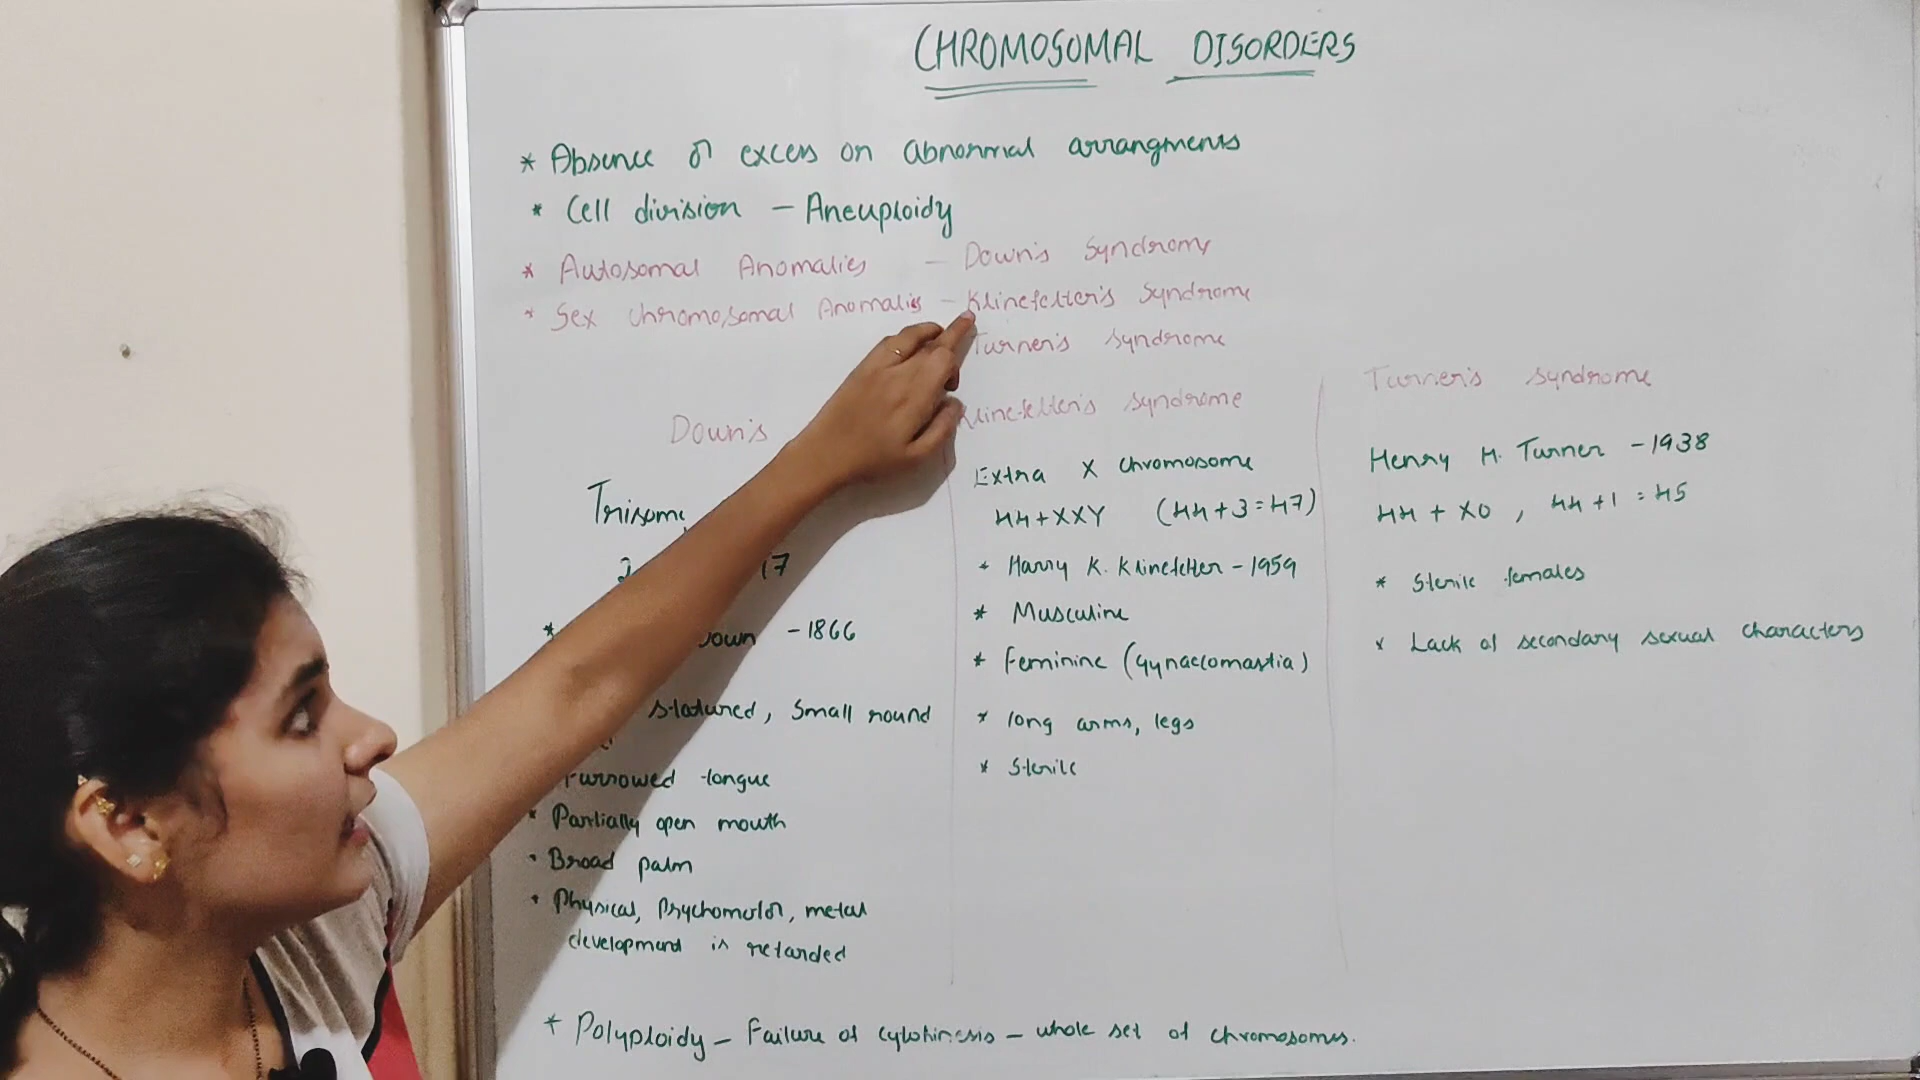 CHROMOSOMAL DISORDERS
* Absence or excess on abnormal arrangments
* Cell division - Aneuploidy
* Autosomal Anomalies - Down's Syndrome
* Sex chromosomal Anomalies - Klinefelter's Syndrome
Turner's syndrome
Down's
Trisomy
17
* Down - 1866
statured, small round
Furrowed tongue
* Partially open mouth
• Broad palm
• Physical, Psychomotor, metal
development is retarded
Klinefelter's syndrome
Extra X chromosome
44+XXY (44+3=47)
* Harry K. Klinefelter - 1959
* Musculine
* Feminine (Gynaecomastia)
* long arms, legs
* Sterile
Turner's syndrome
Henry H. Turner - 1938
44 + XO , 44 + 1 = 45
* Sterile females
* Lack of secondary sexual characters
* Polyploidy - Failure of cytokinesis - whole set of chromosomes.